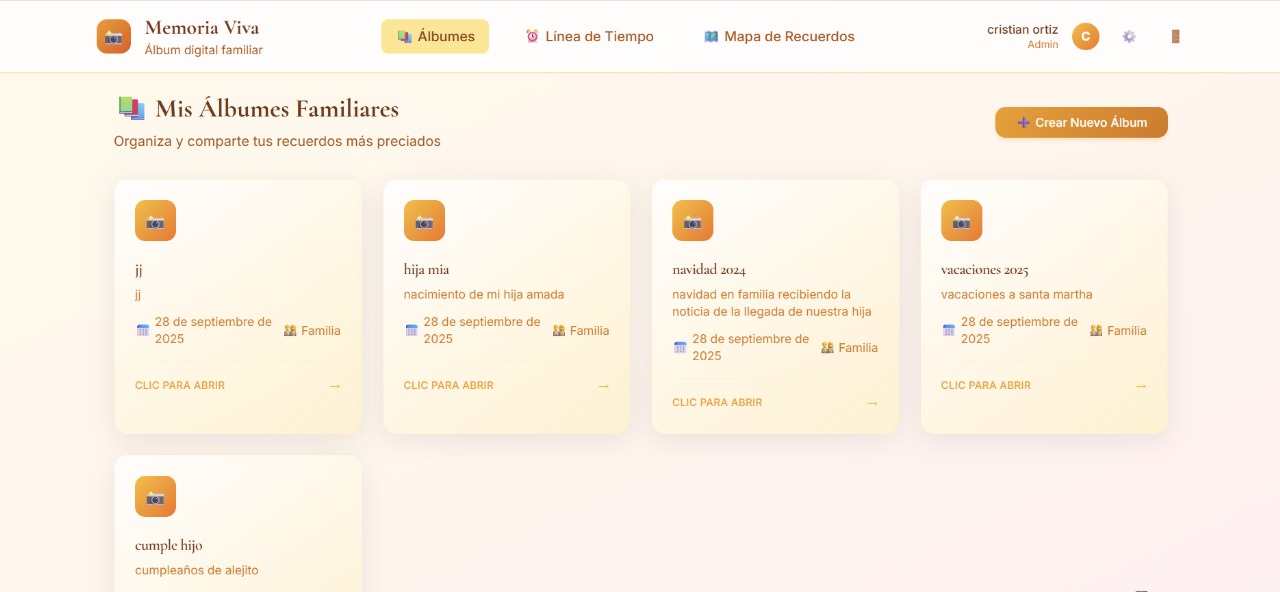 Memoria Viva
Álbum digital familiar
Álbumes
Línea de Tiempo
Mapa de Recuerdos
cristian ortiz
Admin
C
Mis Álbumes Familiares
Organiza y comparte tus recuerdos más preciados
Crear Nuevo Álbum
jj
jj
28 de septiembre de
2025
Familia
CLIC PARA ABRIR →
hija mia
nacimiento de mi hija amada
28 de septiembre de
2025
Familia
CLIC PARA ABRIR →
navidad 2024
navidad en familia recibiendo la
noticia de la llegada de nuestra hija
28 de septiembre de
2025
Familia
CLIC PARA ABRIR →
vacaciones 2025
vacaciones a santa martha
28 de septiembre de
2025
Familia
CLIC PARA ABRIR →
cumple hijo
cumpleaños de alejito